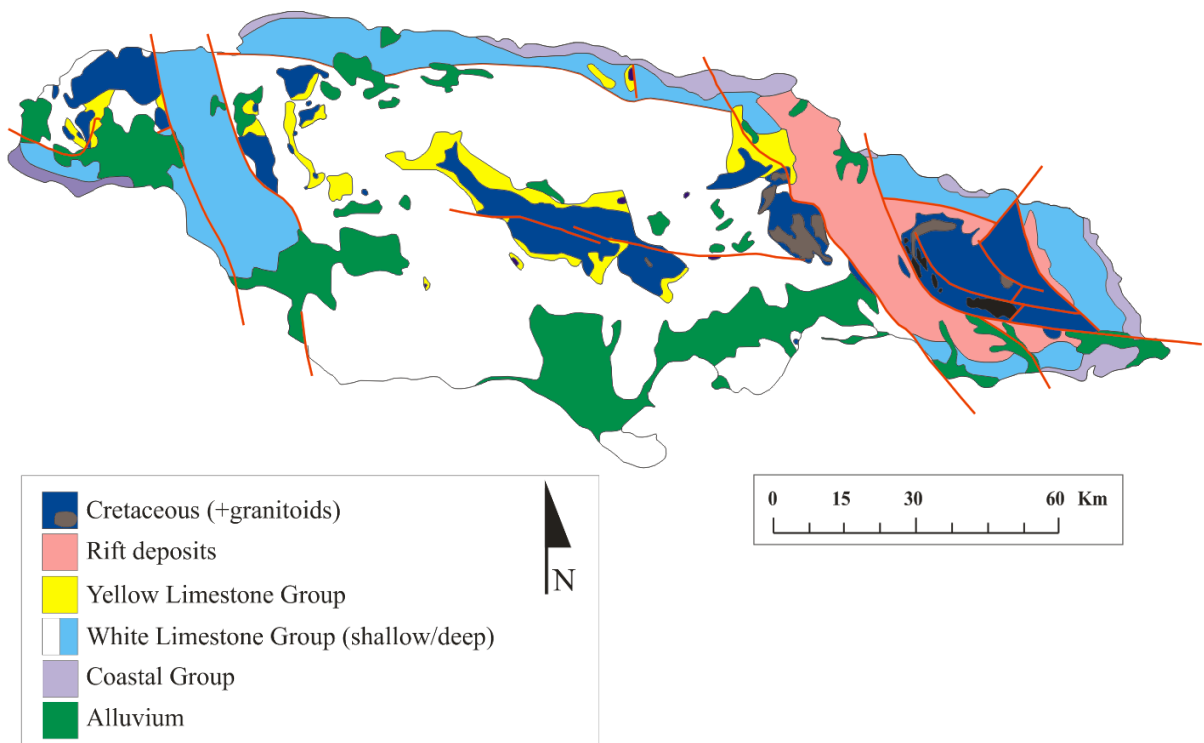 Cretaceous (+granitoids)
Rift deposits
Yellow Limestone Group
White Limestone Group (shallow/deep)
Coastal Group
Alluvium
N
0 15 30 60 Km